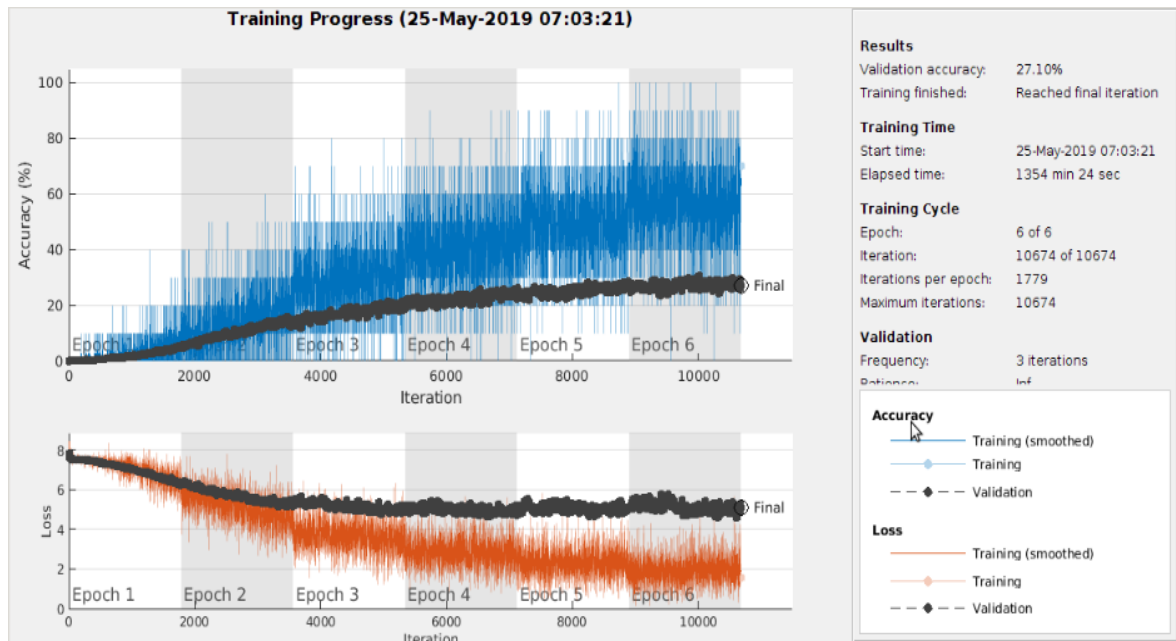 Training Progress (25-May-2019 07:03:21)
100
80
60
40
20
0
Accuracy (%)
Epoch 2
Epoch 3
Epoch 4
Epoch 5
Epoch 6
Final
0 2000 4000 6000 8000 10000
Iteration
8
6
4
2
0
Loss
Epoch 1
Epoch 2
Epoch 3
Epoch 4
Epoch 5
Epoch 6
Final
0 2000 4000 6000 8000 10000
Iteration
Results
Validation accuracy: 27.10%
Training finished: Reached final iteration
Training Time
Start time: 25-May-2019 07:03:21
Elapsed time: 1354 min 24 sec
Training Cycle
Epoch: 6 of 6
Iteration: 10674 of 10674
Iterations per epoch: 1779
Maximum iterations: 10674
Validation
Frequency: 3 iterations
Patience: Inf
Accuracy
Training (smoothed)
Training
Validation
Loss
Training (smoothed)
Training
Validation